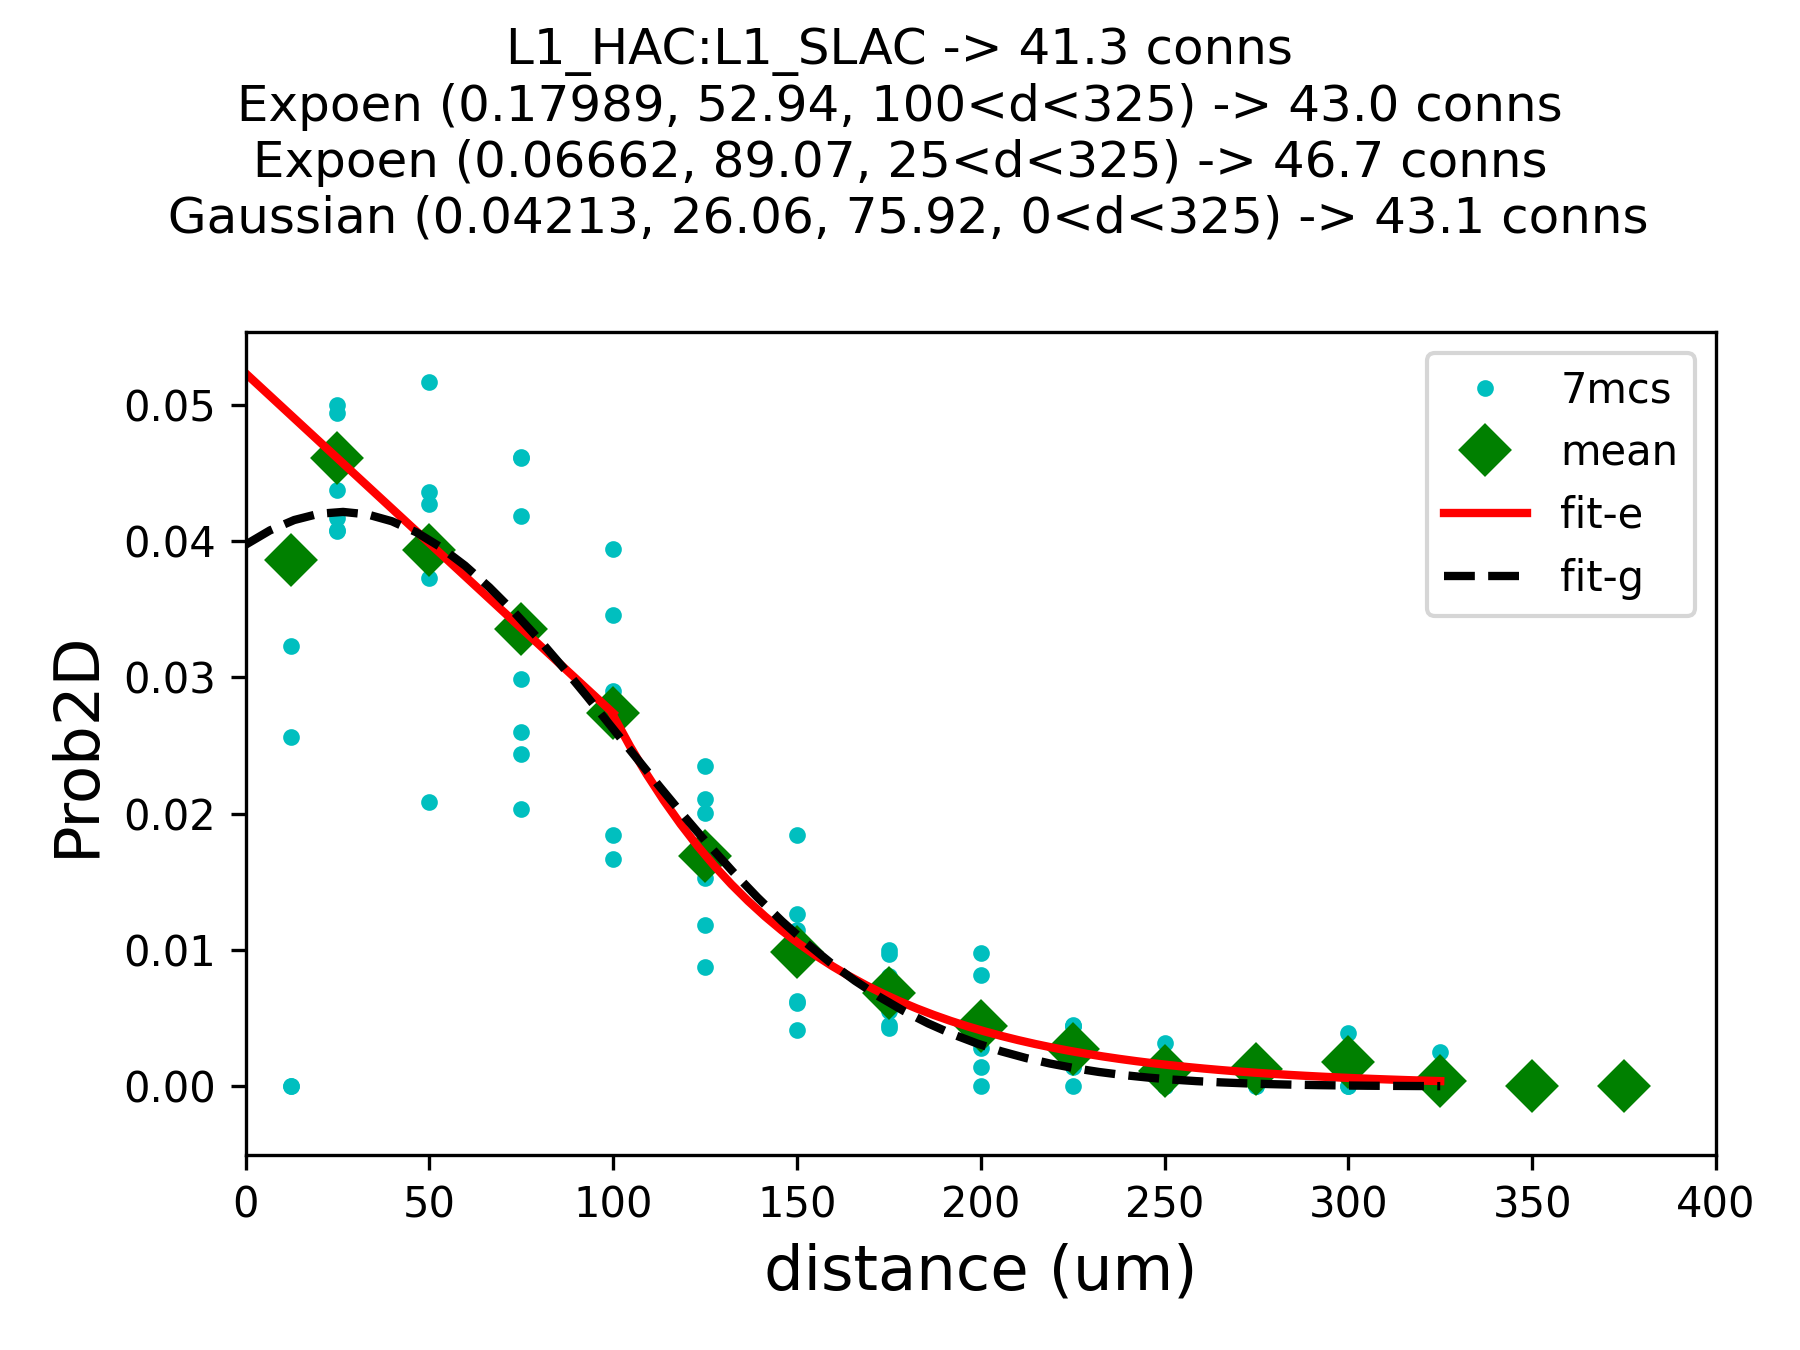 L1_HAC:L1_SLAC -> 41.3 conns
Expoen (0.17989, 52.94, 100<d<325) -> 43.0 conns
Expoen (0.06662, 89.07, 25<d<325) -> 46.7 conns
Gaussian (0.04213, 26.06, 75.92, 0<d<325) -> 43.1 conns
7mcs
mean
fit-e
fit-g
Prob2D
0.05
0.04
0.03
0.02
0.01
0.00
0 50 100 150 200 250 300 350 400
distance (um)